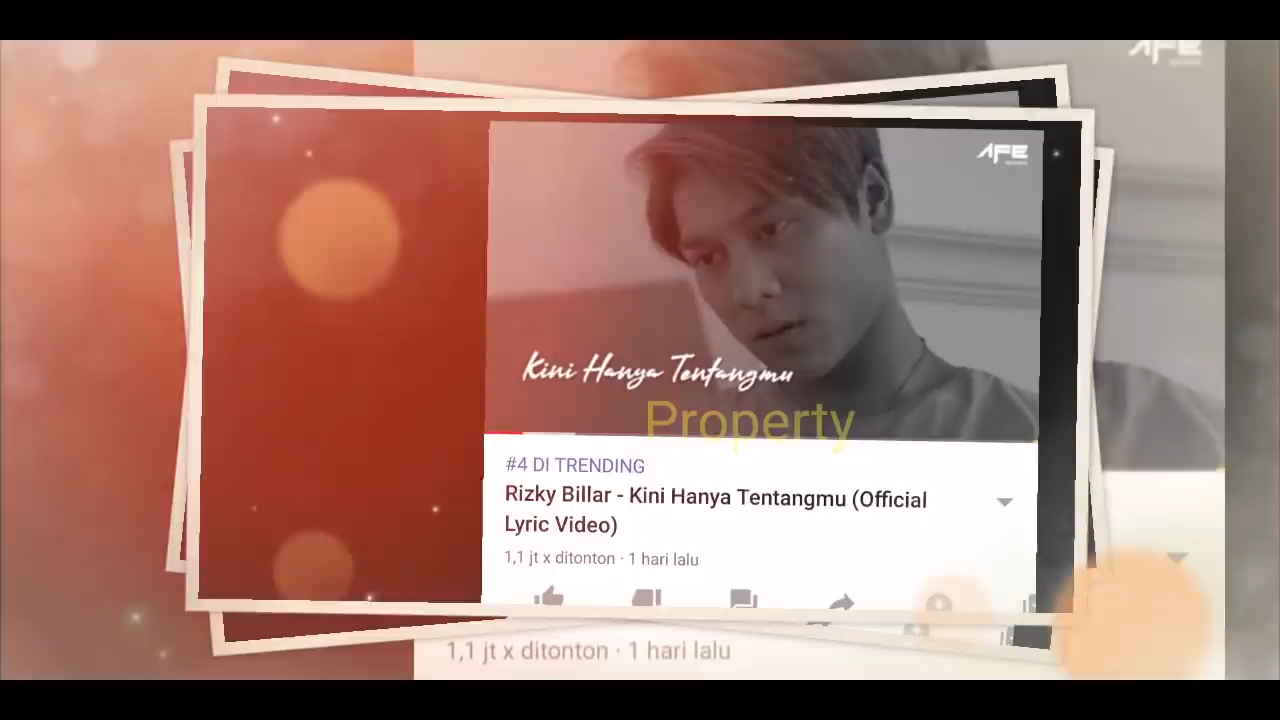 AFE
AFE
Kini Hanya Tentangmu
Property
#4 DI TRENDING
Rizky Billar - Kini Hanya Tentangmu (Official
Lyric Video)
1,1 jt x ditonton · 1 hari lalu
1,1 jt x ditonton · 1 hari lalu